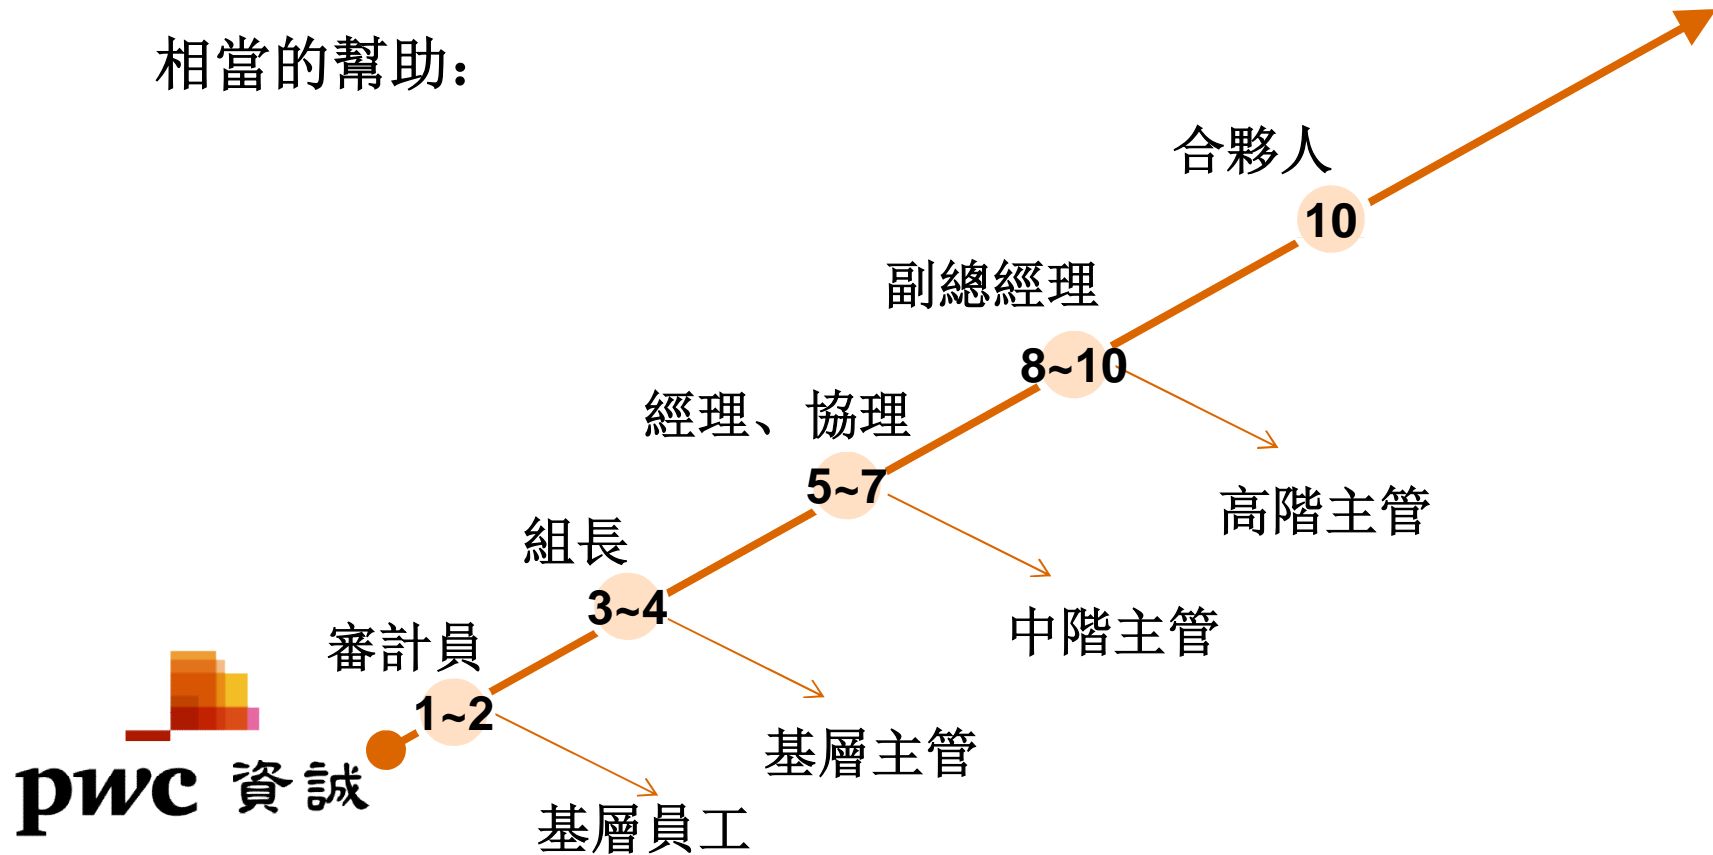 相當的幫助：
合夥人
10
副總經理
8~10
高階主管
經理、協理
5~7
中階主管
組長
3~4
基層主管
審計員
1~2
基層員工
pwc 資誠